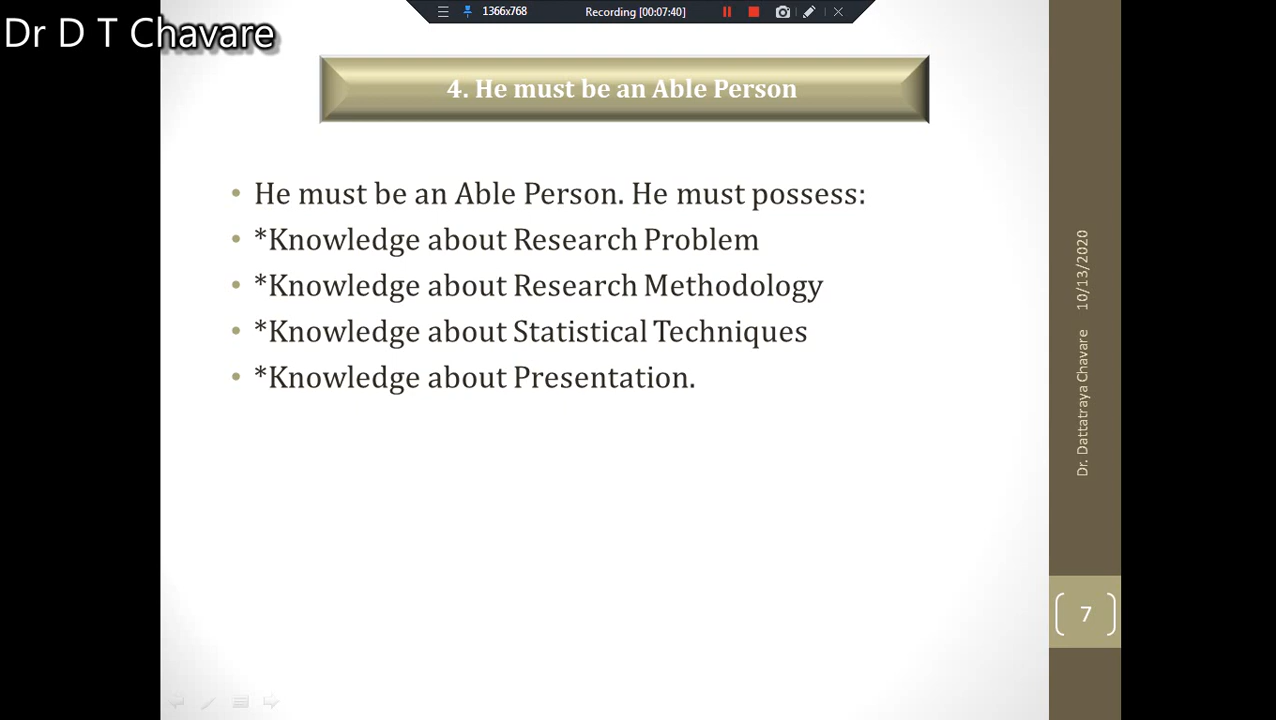 1366x768
Recording [00:07:40]
Dr D T Chavare
4. He must be an Able Person
• He must be an Able Person. He must possess:
• *Knowledge about Research Problem
• *Knowledge about Research Methodology
• *Knowledge about Statistical Techniques
• *Knowledge about Presentation.
Dr. Dattatraya Chavare 10/13/2020
7